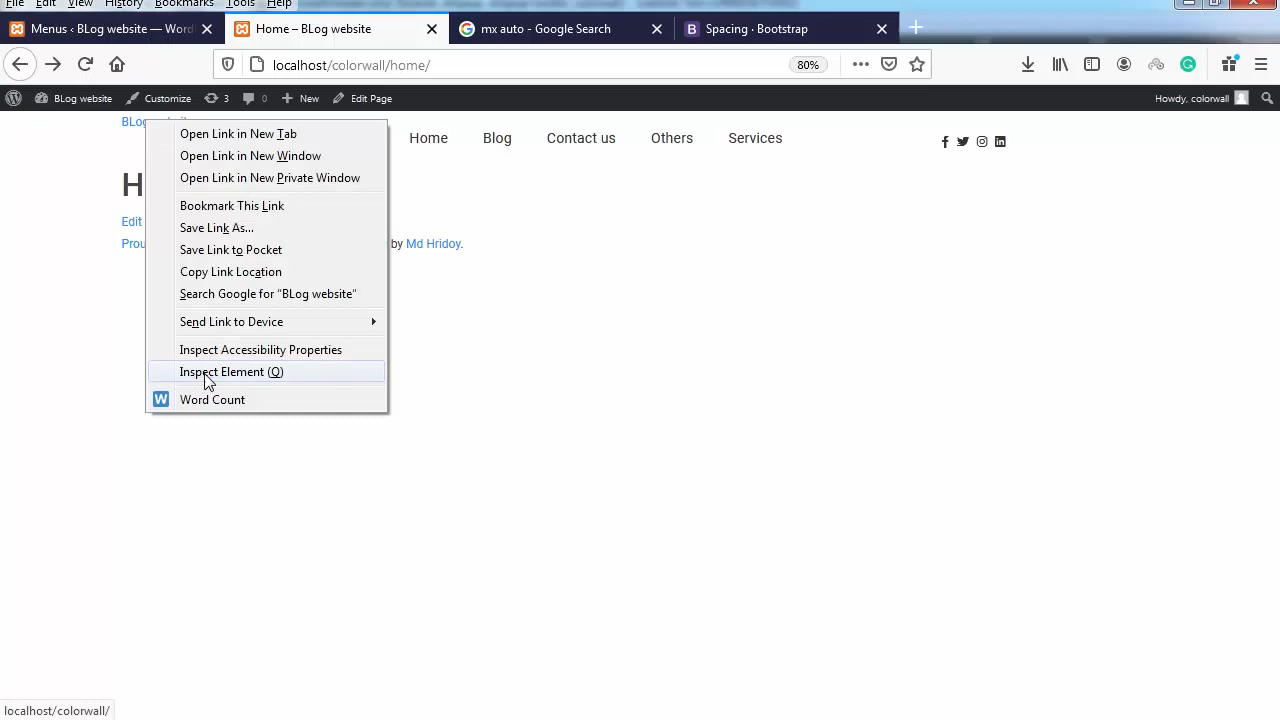 File Edit View History Bookmarks Tools Help
Menus ‹ BLog website — Word
Home – BLog website
mx auto - Google Search
Spacing · Bootstrap
localhost/colorwall/home/
80%
BLog website
Customize
3
0
New
Edit Page
Howdy, colorwall
BLog
Home
Blog
Contact us
Others
Services
H
Edit
Prou
by Md Hridoy.
Open Link in New Tab
Open Link in New Window
Open Link in New Private Window
Bookmark This Link
Save Link As...
Save Link to Pocket
Copy Link Location
Search Google for "BLog website"
Send Link to Device
Inspect Accessibility Properties
Inspect Element (Q)
W Word Count
localhost/colorwall/